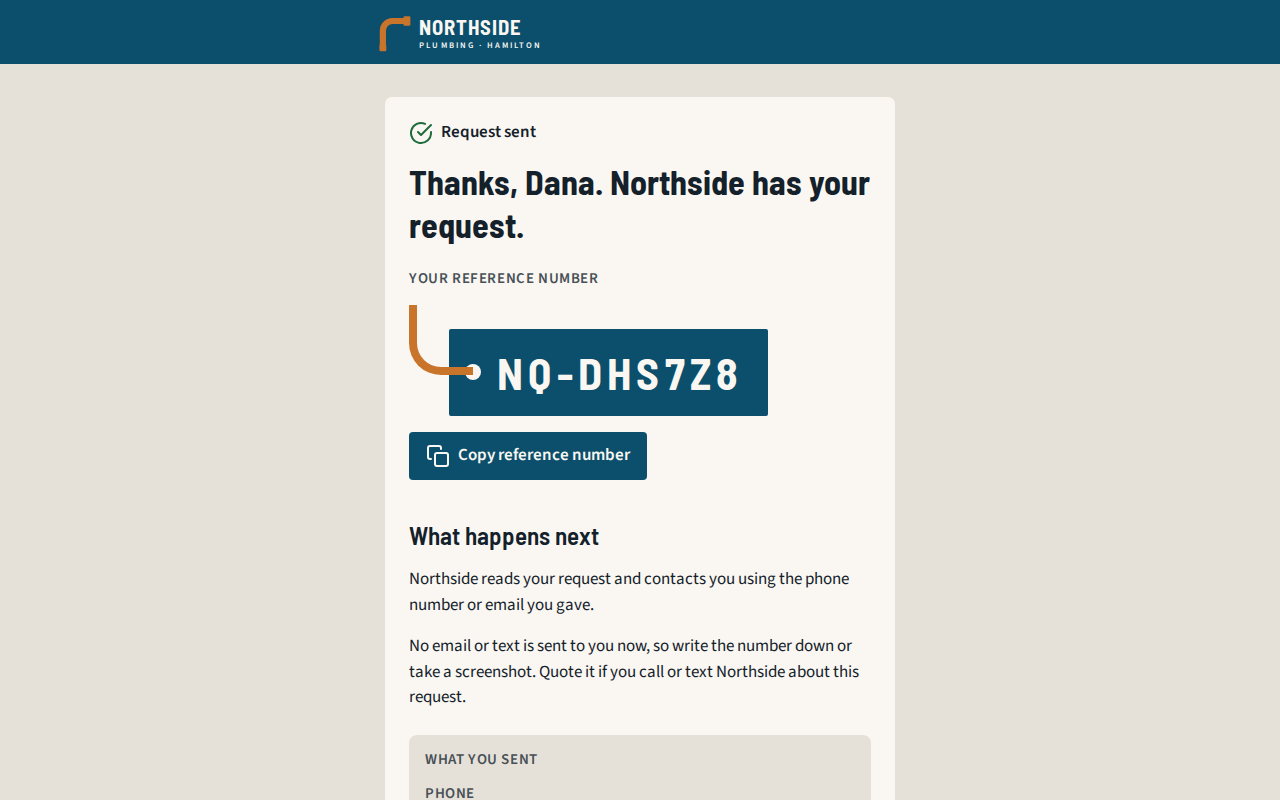 NORTHSIDE
PLUMBING · HAMILTON
Request sent
Thanks, Dana. Northside has your
request.
YOUR REFERENCE NUMBER
NQ-DHS7Z8
Copy reference number
What happens next
Northside reads your request and contacts you using the phone
number or email you gave.
No email or text is sent to you now, so write the number down or
take a screenshot. Quote it if you call or text Northside about this
request.
WHAT YOU SENT
PHONE